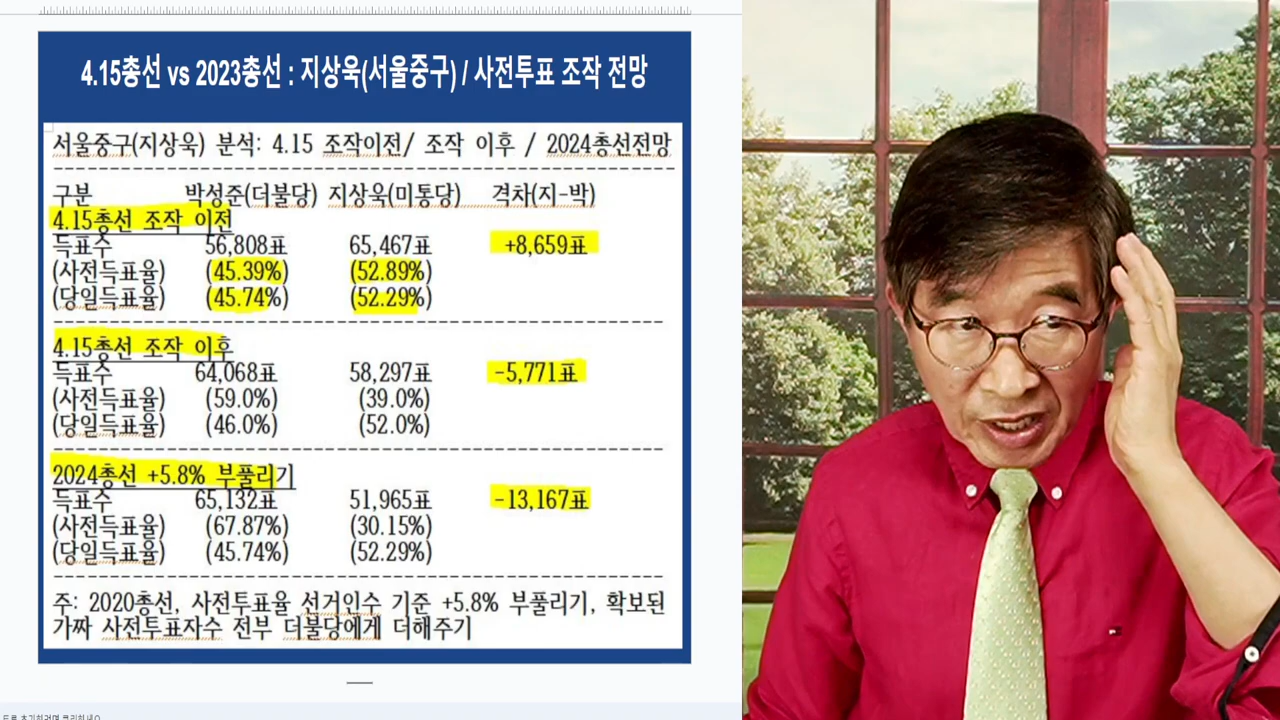 4.15총선 vs 2023총선 : 지상욱(서울중구) / 사전투표 조작 전망
서울중구(지상욱) 분석: 4.15 조작이전/ 조작 이후 / 2024총선전망
구분 박성준(더불당) 지상욱(미통당) 격차(지-박)
4.15총선 조작 이전
득표수 56,808표 65,467표 +8,659표
(사전득표율) (45.39%) (52.89%)
(당일득표율) (45.74%) (52.29%)
4.15총선 조작 이후
득표수 64,068표 58,297표 -5,771표
(사전득표율) (59.0%) (39.0%)
(당일득표율) (46.0%) (52.0%)
2024총선 +5.8% 부풀리기
득표수 65,132표 51,965표 -13,167표
(사전득표율) (67.87%) (30.15%)
(당일득표율) (45.74%) (52.29%)
주: 2020총선, 사전투표율 선거인수 기준 +5.8% 부풀리기, 확보된
가짜 사전투표자수 전부 더불당에게 더해주기